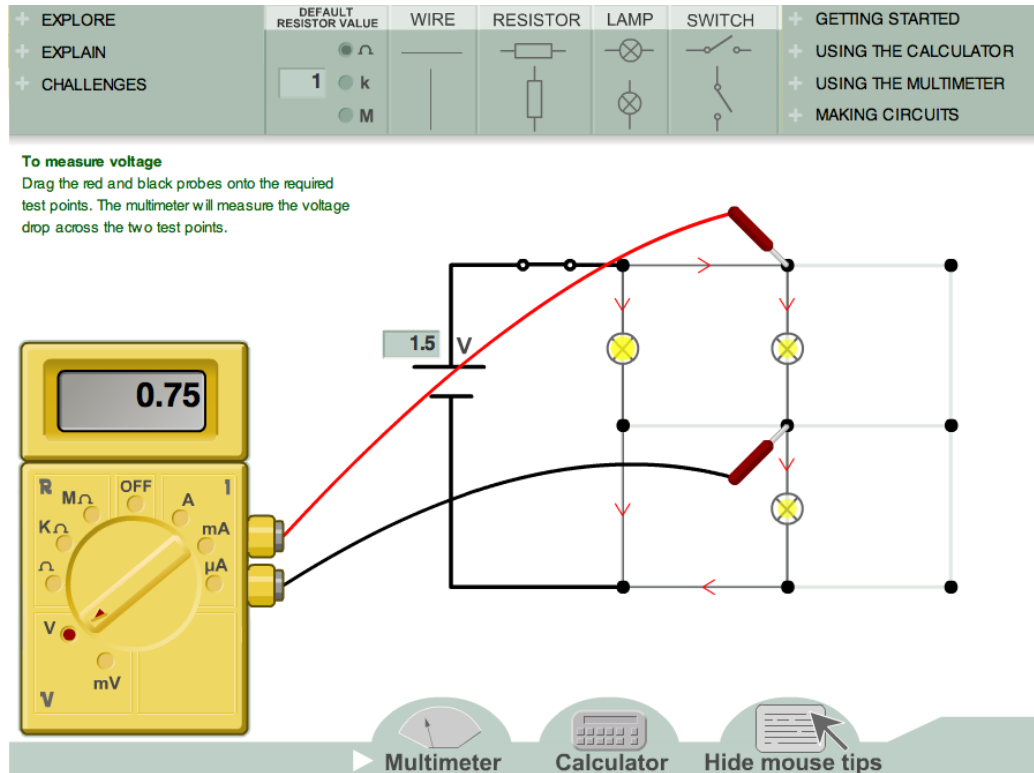 EXPLORE
EXPLAIN
CHALLENGES
DEFAULT
RESISTOR VALUE
Ω
1 k
M
WIRE
RESISTOR
LAMP
SWITCH
GETTING STARTED
USING THE CALCULATOR
USING THE MULTIMETER
MAKING CIRCUITS
To measure voltage
Drag the red and black probes onto the required
test points. The multimeter will measure the voltage
drop across the two test points.
1.5 V
0.75
R
OFF
I
MΩ
A
KΩ
mA
Ω
µA
V
mV
V
Multimeter
Calculator
Hide mouse tips